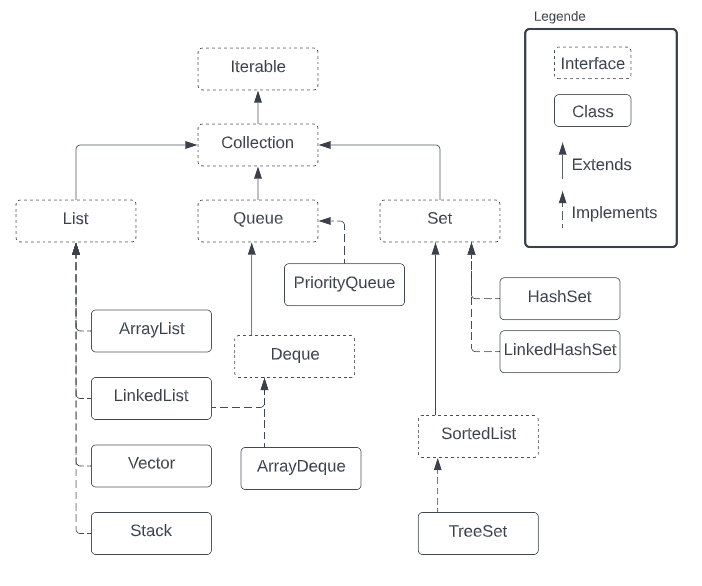 Legende
Interface
Class
Extends
Implements
Iterable
Collection
List
Queue
Set
PriorityQueue
HashSet
ArrayList
LinkedHashSet
Deque
LinkedList
SortedList
Vector
ArrayDeque
Stack
TreeSet